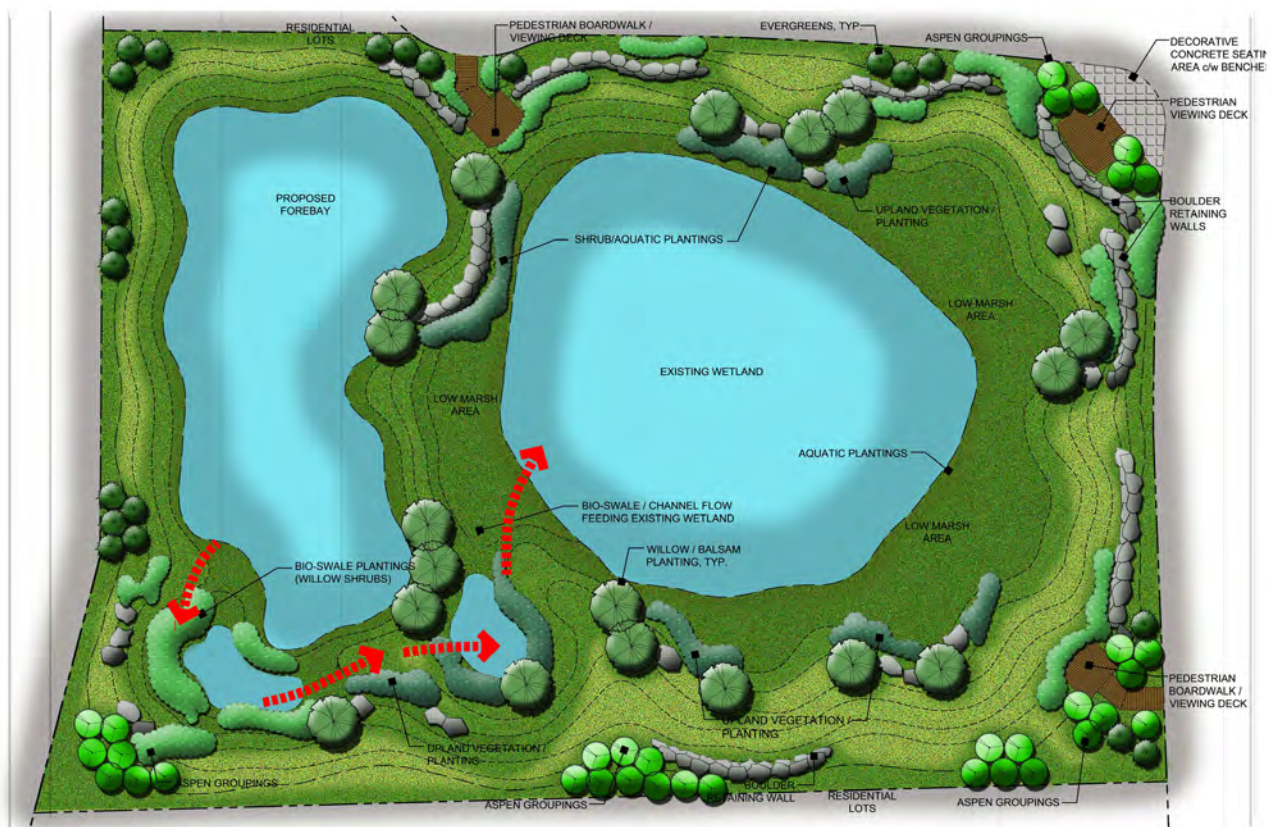 RESIDENTIAL
LOTS
PEDESTRIAN BOARDWALK /
VIEWING DECK
EVERGREENS, TYP
ASPEN GROUPINGS
DECORATIVE
CONCRETE SEATIN
AREA c/w BENCHE
PEDESTRIAN
VIEWING DECK
PROPOSED
FOREBAY
BOULDER
RETAINING
WALLS
UPLAND VEGETATION /
PLANTING
SHRUB/AQUATIC PLANTINGS
LOW MARSH
AREA
EXISTING WETLAND
LOW MARSH
AREA
AQUATIC PLANTINGS
BIO-SWALE / CHANNEL FLOW
FEEDING EXISTING WETLAND
LOW MARSH
AREA
WILLOW / BALSAM
PLANTING, TYP.
BIO-SWALE PLANTINGS
(WILLOW SHRUBS)
PEDESTRIAN
BOARDWALK /
VIEWING DECK
UPLAND VEGETATION /
PLANTING
UPLAND VEGETATION /
PLANTING
ASPEN GROUPINGS
BOULDER
RETAINING WALL
RESIDENTIAL
LOTS
ASPEN GROUPINGS
ASPEN GROUPINGS